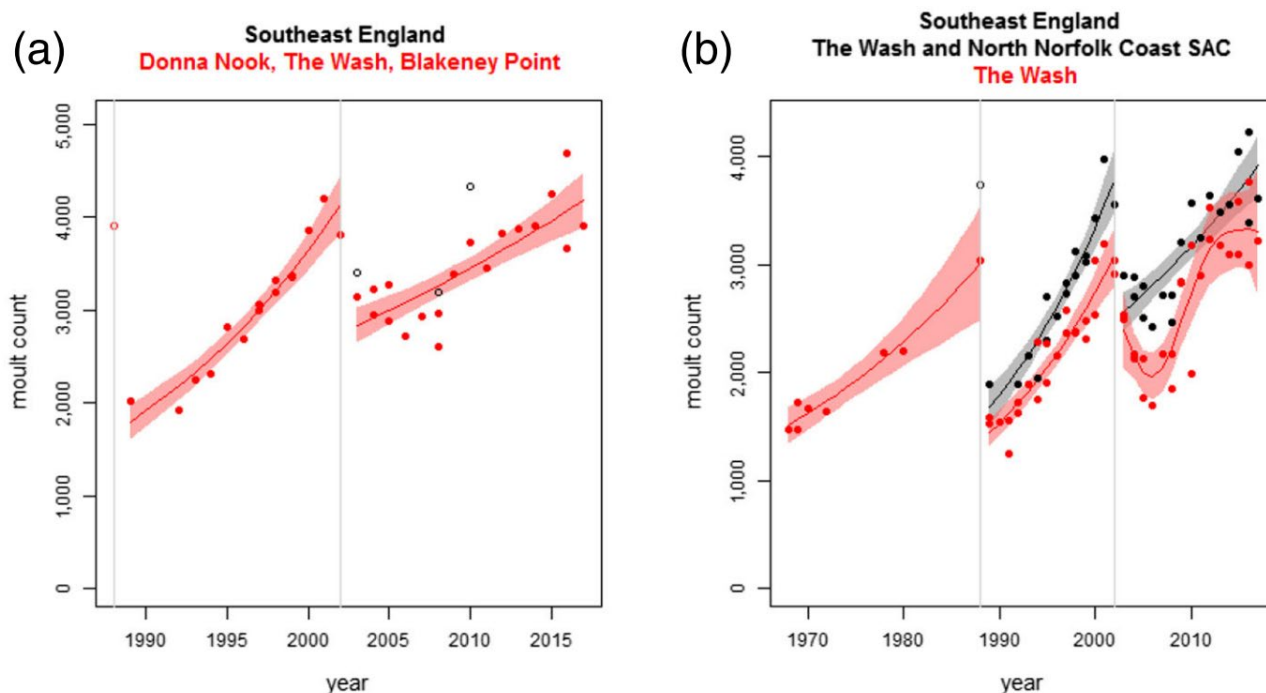 (a)
Southeast England
Donna Nook, The Wash, Blakeney Point
moult count
5,000
4,000
3,000
2,000
1,000
0
1990 1995 2000 2005 2010 2015
year
(b)
Southeast England
The Wash and North Norfolk Coast SAC
The Wash
moult count
4,000
3,000
2,000
1,000
0
1970 1980 1990 2000 2010
year